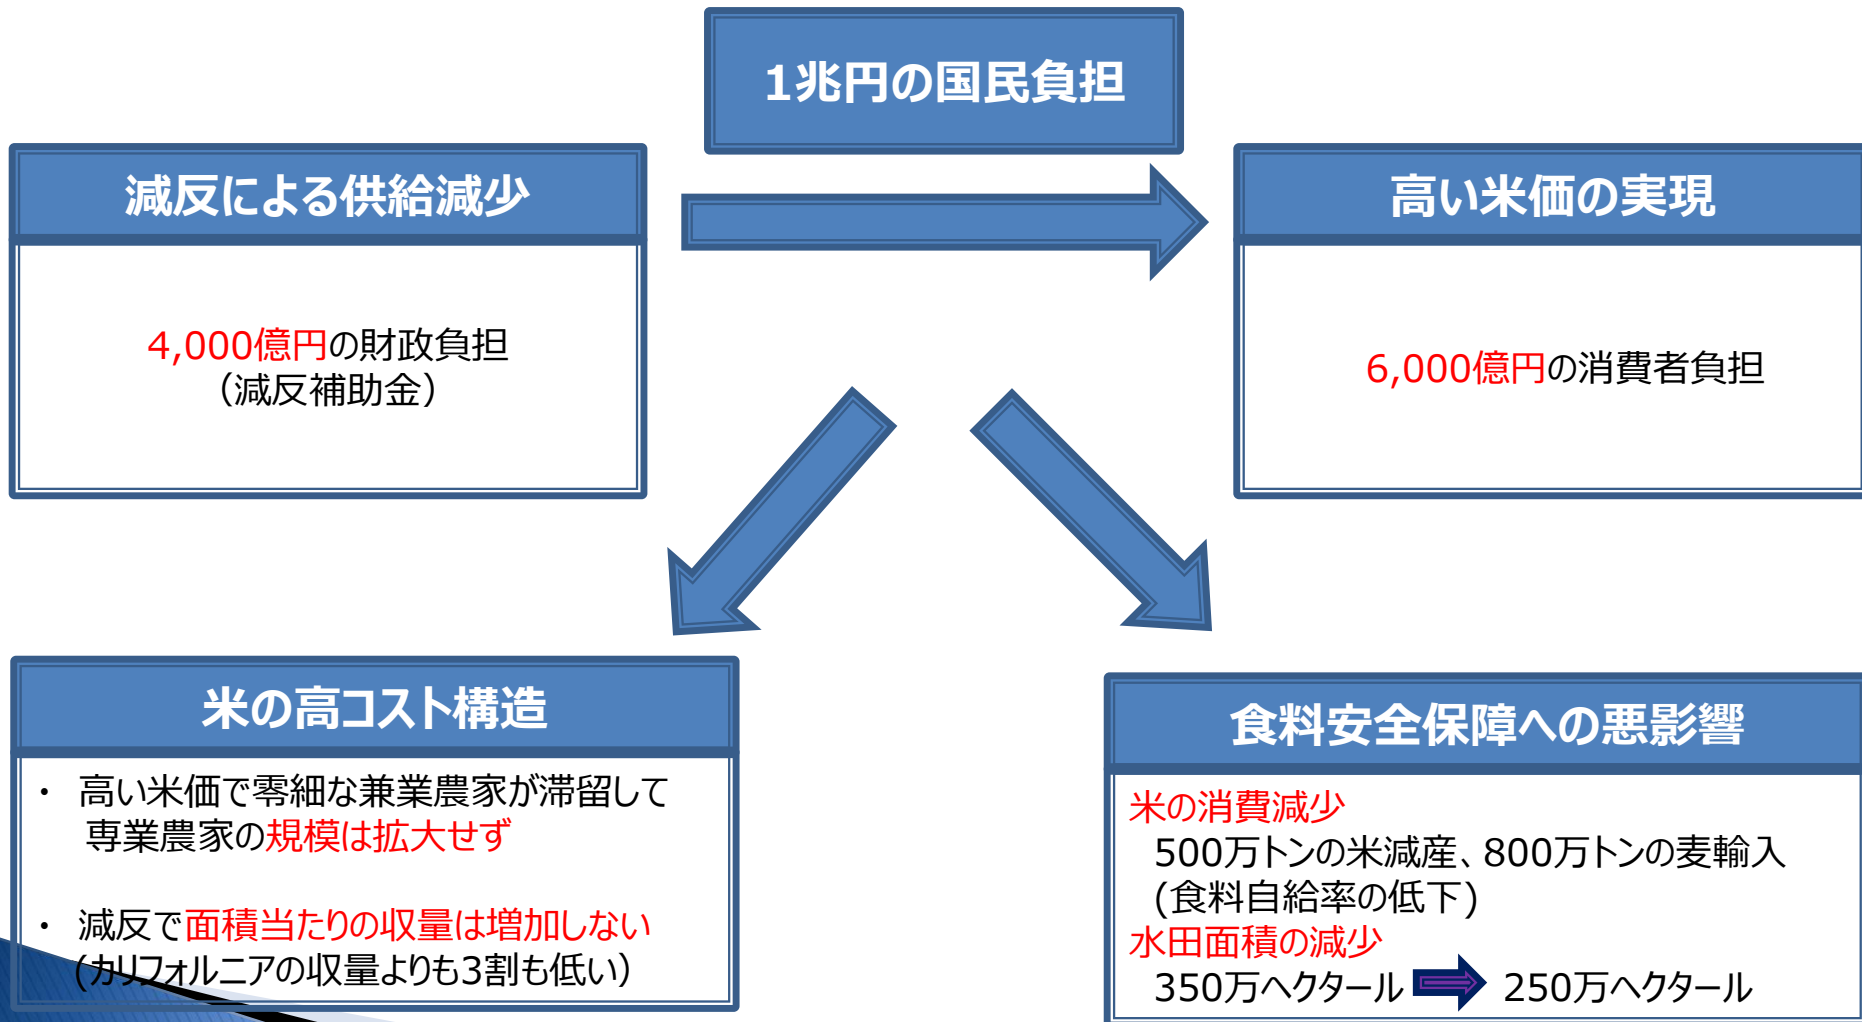 1兆円の国民負担
減反による供給減少
4,000億円の財政負担
（減反補助金）
高い米価の実現
6,000億円の消費者負担
米の高コスト構造
・ 高い米価で零細な兼業農家が滞留して
専業農家の規模は拡大せず
・ 減反で面積当たりの収量は増加しない
(カリフォルニアの収量よりも3割も低い）
食料安全保障への悪影響
米の消費減少
500万トンの米減産、800万トンの麦輸入
(食料自給率の低下)
水田面積の減少
350万ヘクタール 250万ヘクタール